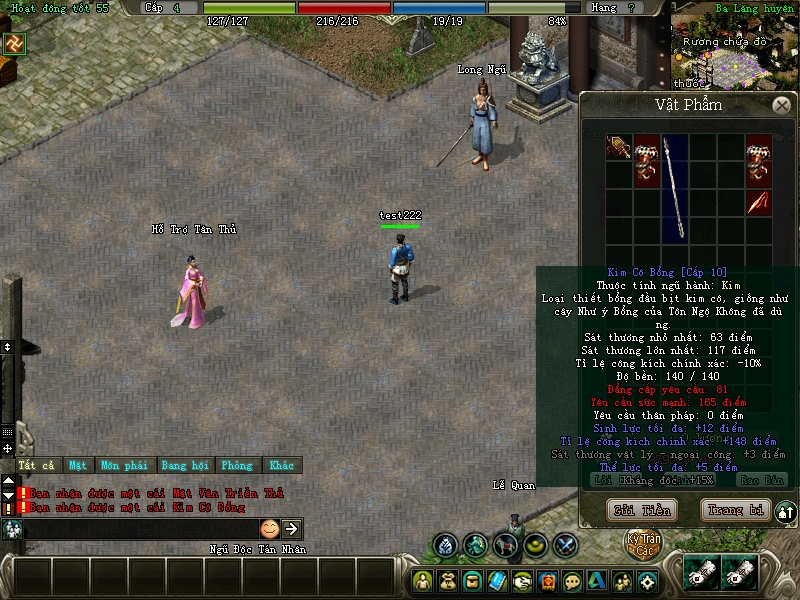 Hoạt động tốt 55
Cấp 4
Hạng ?
Ba Lăng huyện
127/127
216/216
19/19
84%
Rương chứa đồ
thuốc
Long Ngũ
Vật Phẩm
test222
Hỗ Trợ Tân Thủ
Kim Cô Bổng [Cấp 10]
Thuộc tính ngũ hành: Kim
Loại thiết bổng đầu bịt kim cô, giống như
cây Như ý Bổng của Tôn Ngộ Không đã dù
ng.
Sát thương nhỏ nhất: 63 điểm
Sát thương lớn nhất: 117 điểm
Tỉ lệ công kích chính xác: -10%
Độ bền: 140 / 140
Đẳng cấp yêu cầu: 81
Yêu cầu sức mạnh: 165 điểm
Yêu cầu thân pháp: 0 điểm
Sinh lực tối đa: +12 điểm
Tỉ lệ công kích chính xác: +148 điểm
Sát thương vật lý - ngoại công: +3 điểm
Thể lực tối đa: +5 điểm
Kháng độc: +15%
Rao Bán
Gửi Tiền
Trang bị
Tất cả
Mật
Môn phái
Bang hội
Phòng
Khác
Bạn nhận được một cái Mật Vân Triền Thủ
Bạn nhận được một cái Kim Cô Bổng
Lễ Quan
Ngũ Độc Tân Nhân
Kỳ Trân
Các